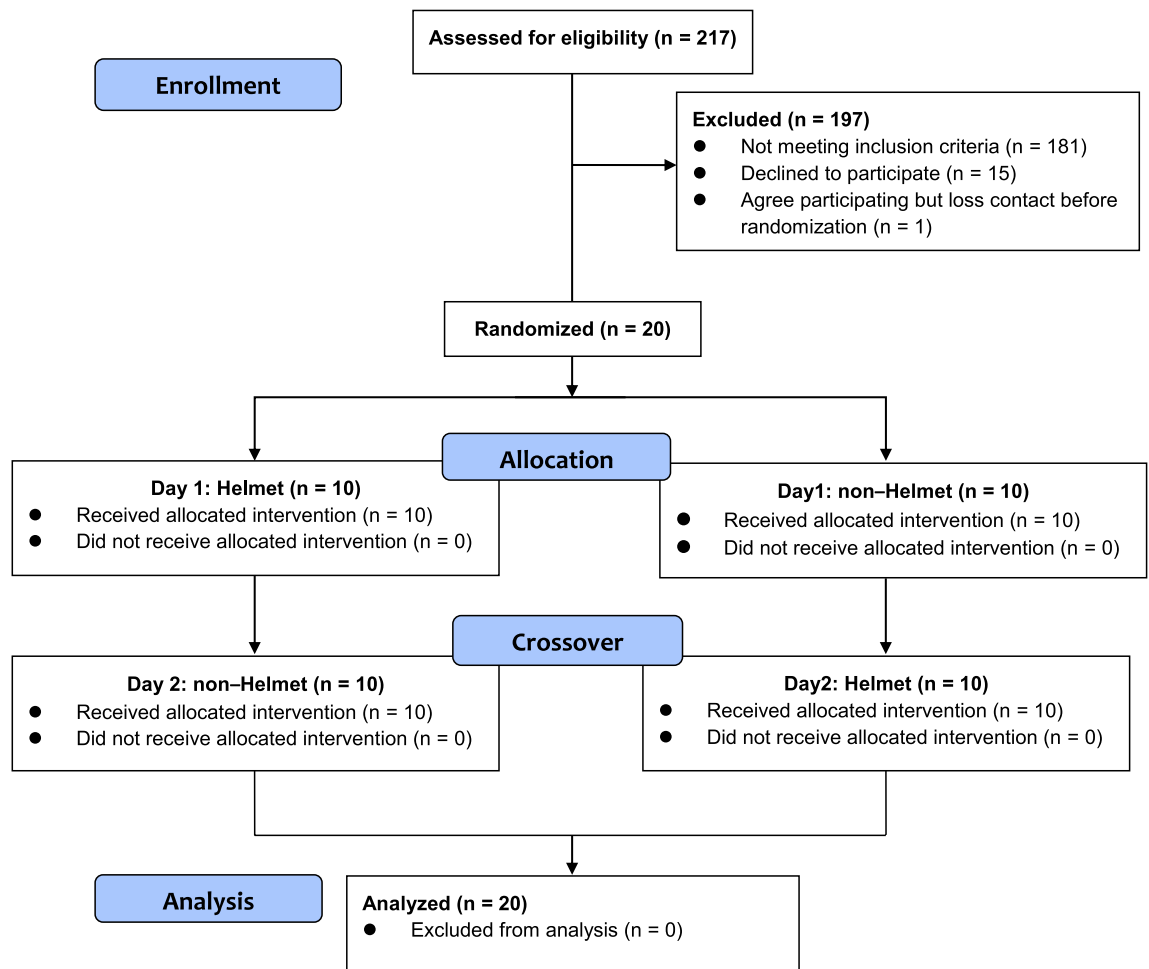 Assessed for eligibility (n = 217)
Enrollment
Excluded (n = 197)
● Not meeting inclusion criteria (n = 181)
● Declined to participate (n = 15)
● Agree participating but loss contact before
randomization (n = 1)
Randomized (n = 20)
Allocation
Day 1: Helmet (n = 10)
● Received allocated intervention (n = 10)
● Did not receive allocated intervention (n = 0)
Day1: non–Helmet (n = 10)
● Received allocated intervention (n = 10)
● Did not receive allocated intervention (n = 0)
Crossover
Day 2: non–Helmet (n = 10)
● Received allocated intervention (n = 10)
● Did not receive allocated intervention (n = 0)
Day2: Helmet (n = 10)
● Received allocated intervention (n = 10)
● Did not receive allocated intervention (n = 0)
Analysis
Analyzed (n = 20)
● Excluded from analysis (n = 0)